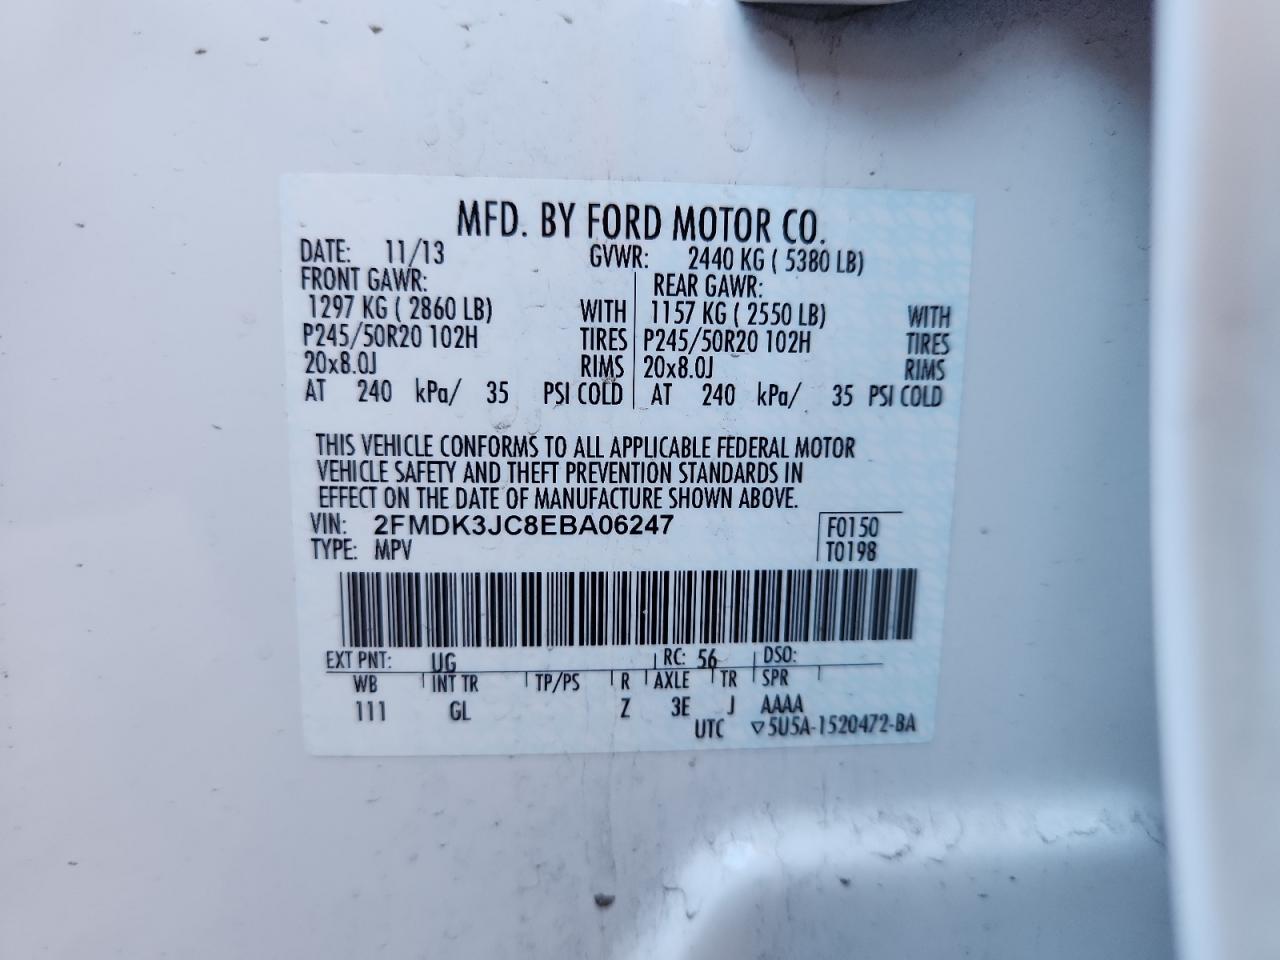 MFD. BY FORD MOTOR CO.
DATE: 11/13 GVWR: 2440 KG ( 5380 LB)
FRONT GAWR: REAR GAWR:
1297 KG ( 2860 LB) WITH 1157 KG ( 2550 LB) WITH
P245/50R20 102H TIRES P245/50R20 102H TIRES
20x8.0J RIMS 20x8.0J RIMS
AT 240 kPa/ 35 PSI COLD AT 240 kPa/ 35 PSI COLD
THIS VEHICLE CONFORMS TO ALL APPLICABLE FEDERAL MOTOR
VEHICLE SAFETY AND THEFT PREVENTION STANDARDS IN
EFFECT ON THE DATE OF MANUFACTURE SHOWN ABOVE.
VIN: 2FMDK3JC8EBA06247 F0150
TYPE: MPV T0198
EXT PNT: UG RC: 56 DSO:
WB INT TR TP/PS R AXLE TR SPR
111 GL Z 3E J AAAA
UTC ▽5U5A-1520472-BA